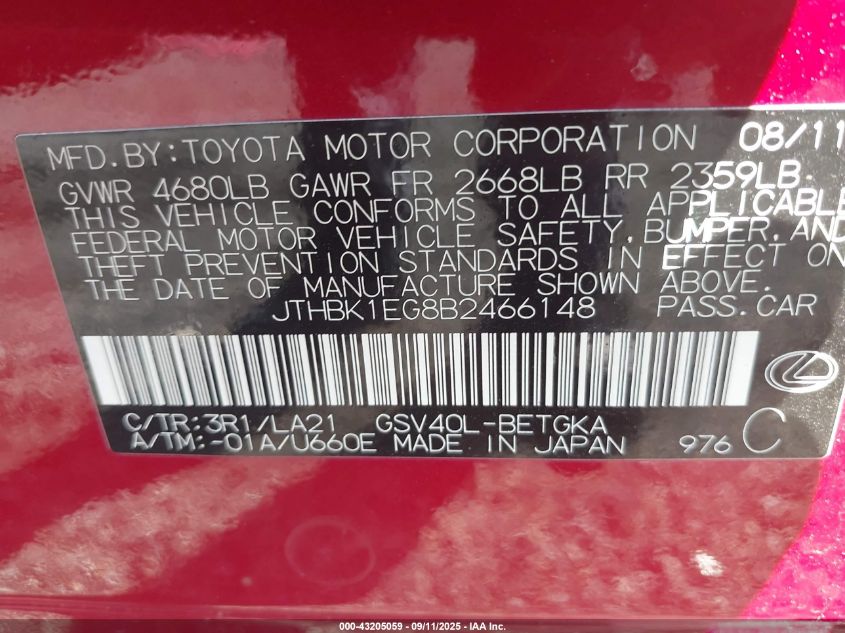 MFD. BY: TOYOTA MOTOR CORPORATION 08/11
GVWR 4680LB GAWR FR 2668LB RR 2359LB
THIS VEHICLE CONFORMS TO ALL APPLICABLE
FEDERAL MOTOR VEHICLE SAFETY, BUMPER, AND
THEFT PREVENTION STANDARDS IN EFFECT ON
THE DATE OF MANUFACTURE SHOWN ABOVE.
JTHBK1EG8B2466148 PASS. CAR
C/TR: 3R1/LA21 GSV40L-BETGKA
A/TM: -01A/U660E MADE IN JAPAN 976 C
000-43205059 - 09/11/2025 - IAA Inc.